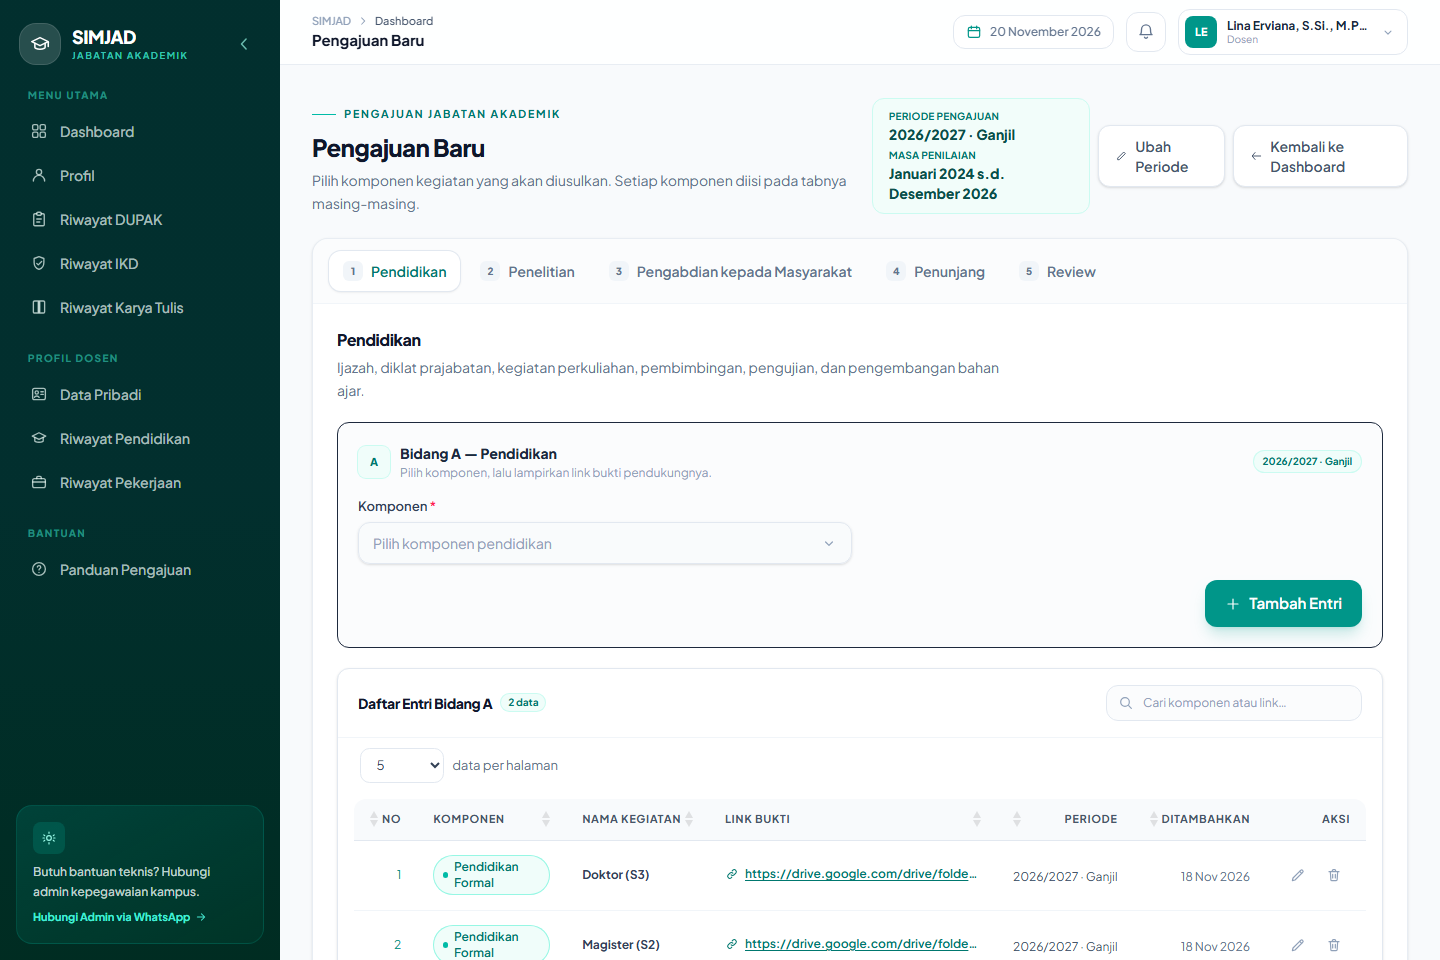 SIMJAD
JABATAN AKADEMIK
MENU UTAMA
Dashboard
Profil
Riwayat DUPAK
Riwayat IKD
Riwayat Karya Tulis
PROFIL DOSEN
Data Pribadi
Riwayat Pendidikan
Riwayat Pekerjaan
BANTUAN
Panduan Pengajuan
Butuh bantuan teknis? Hubungi
admin kepegawaian kampus.
Hubungi Admin via WhatsApp →
SIMJAD > Dashboard
Pengajuan Baru
20 November 2026
LE
Lina Erviana, S.Si., M.P...
Dosen
PENGAJUAN JABATAN AKADEMIK
Pengajuan Baru
Pilih komponen kegiatan yang akan diusulkan. Setiap komponen diisi pada tabnya
masing-masing.
PERIODE PENGAJUAN
2026/2027 · Ganjil
MASA PENILAIAN
Januari 2024 s.d.
Desember 2026
Ubah
Periode
← Kembali ke
Dashboard
1 Pendidikan
2 Penelitian
3 Pengabdian kepada Masyarakat
4 Penunjang
5 Review
Pendidikan
Ijazah, diklat prajabatan, kegiatan perkuliahan, pembimbingan, pengujian, dan pengembangan bahan
ajar.
A
Bidang A — Pendidikan
Pilih komponen, lalu lampirkan link bukti pendukungnya.
2026/2027 · Ganjil
Komponen *
Pilih komponen pendidikan
+ Tambah Entri
Daftar Entri Bidang A
2 data
Cari komponen atau link...
5 data per halaman
NO KOMPONEN NAMA KEGIATAN LINK BUKTI PERIODE DITAMBAHKAN AKSI
1 Pendidikan Formal Doktor (S3) https://drive.google.com/drive/folde... 2026/2027 · Ganjil 18 Nov 2026
2 Pendidikan Formal Magister (S2) https://drive.google.com/drive/folde... 2026/2027 · Ganjil 18 Nov 2026